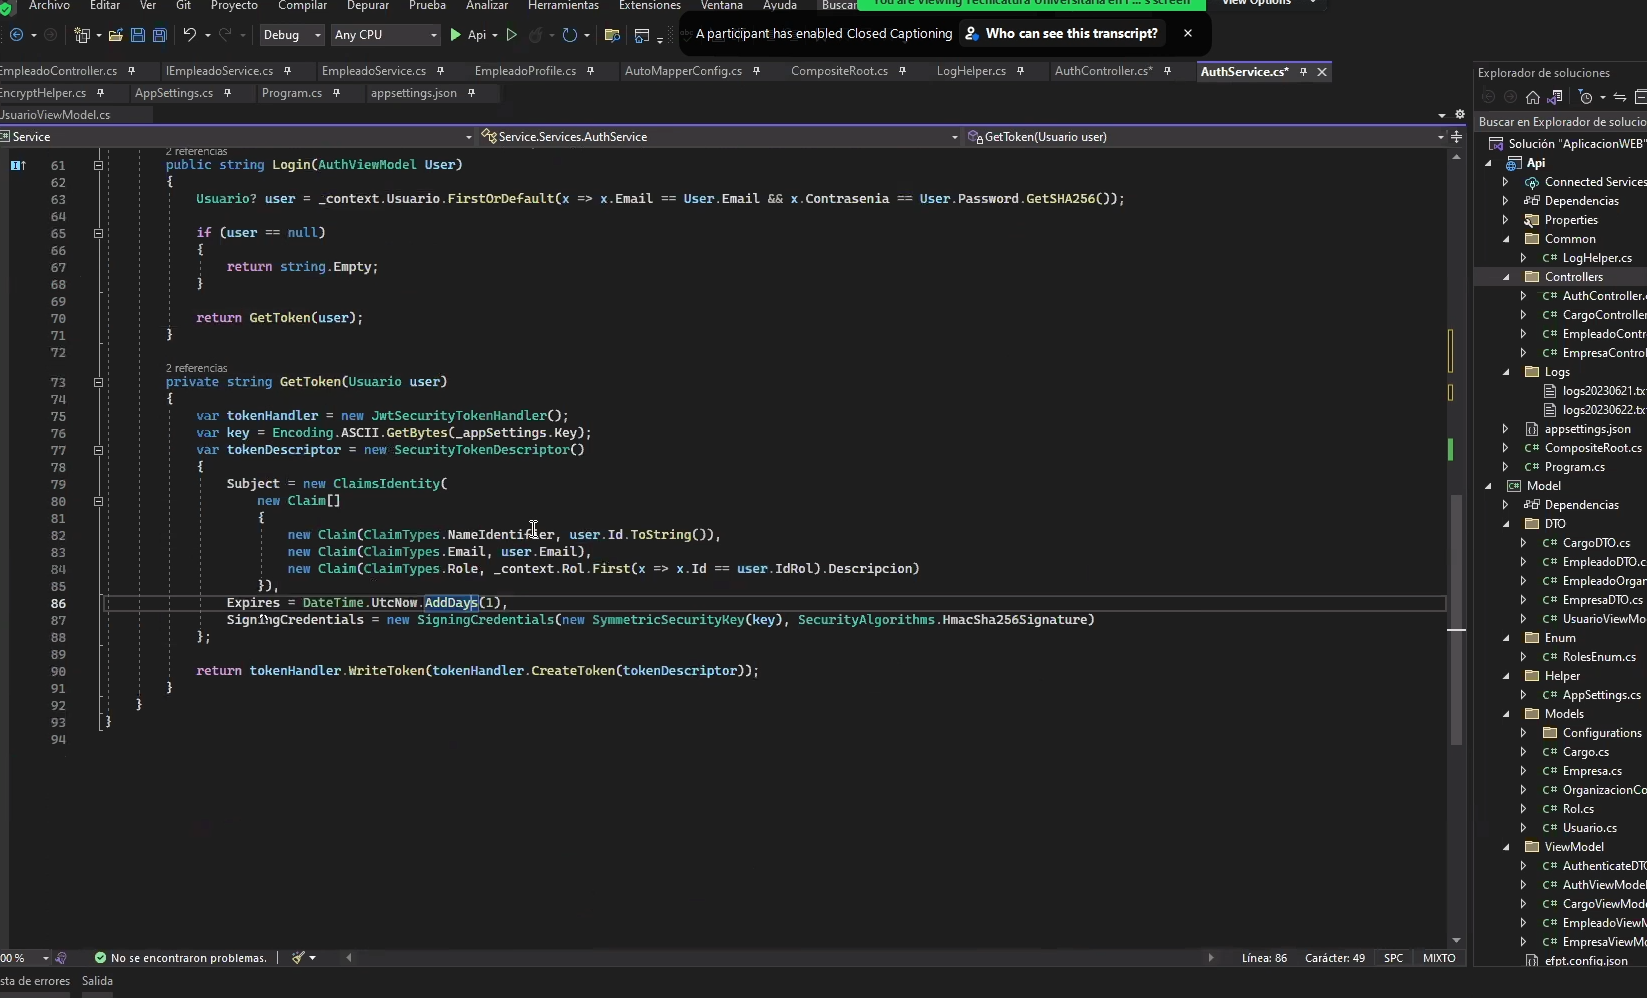 Archivo Editar Ver Git Proyecto Compilar Depurar Prueba Analizar Herramientas Extensiones Ventana Ayuda Buscar
View Options
Debug Any CPU Api
A participant has enabled Closed Captioning Who can see this transcript?
EmpleadoController.cs IEmpleadoService.cs EmpleadoService.cs EmpleadoProfile.cs AutoMapperConfig.cs CompositeRoot.cs LogHelper.cs AuthController.cs* AuthService.cs*
EncryptHelper.cs AppSettings.cs Program.cs appsettings.json
UsuarioViewModel.cs
Service Service.Services.AuthService GetToken(Usuario user)
2 referencias
61 public string Login(AuthViewModel User)
62 {
63 Usuario? user = _context.Usuario.FirstOrDefault(x => x.Email == User.Email && x.Contrasenia == User.Password.GetSHA256());
64
65 if (user == null)
66 {
67 return string.Empty;
68 }
69
70 return GetToken(user);
71 }
72
2 referencias
73 private string GetToken(Usuario user)
74 {
75 var tokenHandler = new JwtSecurityTokenHandler();
76 var key = Encoding.ASCII.GetBytes(_appSettings.Key);
77 var tokenDescriptor = new SecurityTokenDescriptor()
78 {
79 Subject = new ClaimsIdentity(
80 new Claim[]
81 {
82 new Claim(ClaimTypes.NameIdentifier, user.Id.ToString()),
83 new Claim(ClaimTypes.Email, user.Email),
84 new Claim(ClaimTypes.Role, _context.Rol.First(x => x.Id == user.IdRol).Descripcion)
85 }),
86 Expires = DateTime.UtcNow.AddDays(1),
87 SigningCredentials = new SigningCredentials(new SymmetricSecurityKey(key), SecurityAlgorithms.HmacSha256Signature)
88 };
89
90 return tokenHandler.WriteToken(tokenHandler.CreateToken(tokenDescriptor));
91 }
92 }
93 }
94
Explorador de soluciones
Buscar en Explorador de solucio
Solución "AplicacionWEB"
Api
Connected Services
Dependencias
Properties
Common
C# LogHelper.cs
Controllers
C# AuthController.c
C# CargoController
C# EmpleadoContr
C# EmpresaControl
Logs
logs20230621.tx
logs20230622.tx
appsettings.json
C# CompositeRoot.cs
C# Program.cs
C# Model
Dependencias
DTO
C# CargoDTO.cs
C# EmpleadoDTO.c
C# EmpleadoOrgan
C# EmpresaDTO.cs
C# UsuarioViewMo
Enum
C# RolesEnum.cs
Helper
C# AppSettings.cs
Models
Configurations
C# Cargo.cs
C# Empresa.cs
C# OrganizacionCo
C# Rol.cs
C# Usuario.cs
ViewModel
C# AuthenticateDT
C# AuthViewModel
C# CargoViewMode
C# EmpleadoViewM
C# EmpresaViewMo
efpt.config.json
00 % No se encontraron problemas. Línea: 86 Carácter: 49 SPC MIXTO
sta de errores Salida